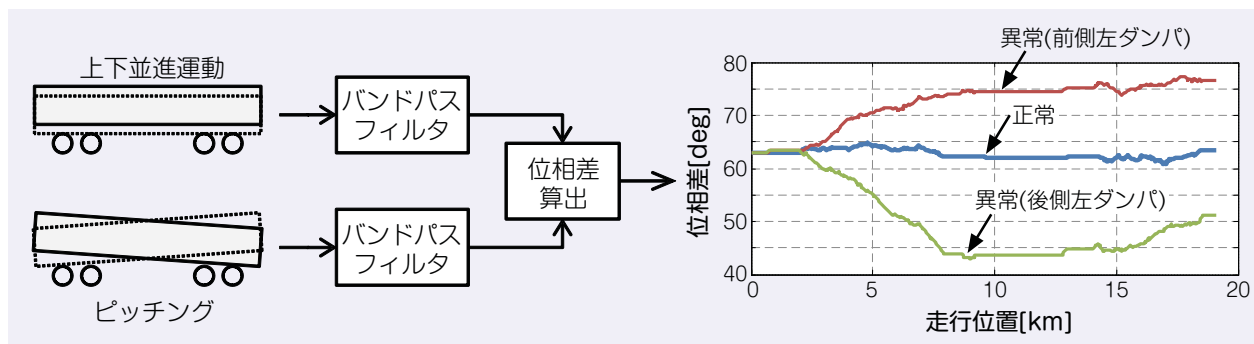 上下並進運動
バンドパス
フィルタ
位相差
算出
バンドパス
フィルタ
ピッチング
異常(前側左ダンパ)
正常
異常(後側左ダンパ)
位相差[deg]
80
70
60
50
40
0
5
10
15
20
走行位置[km]